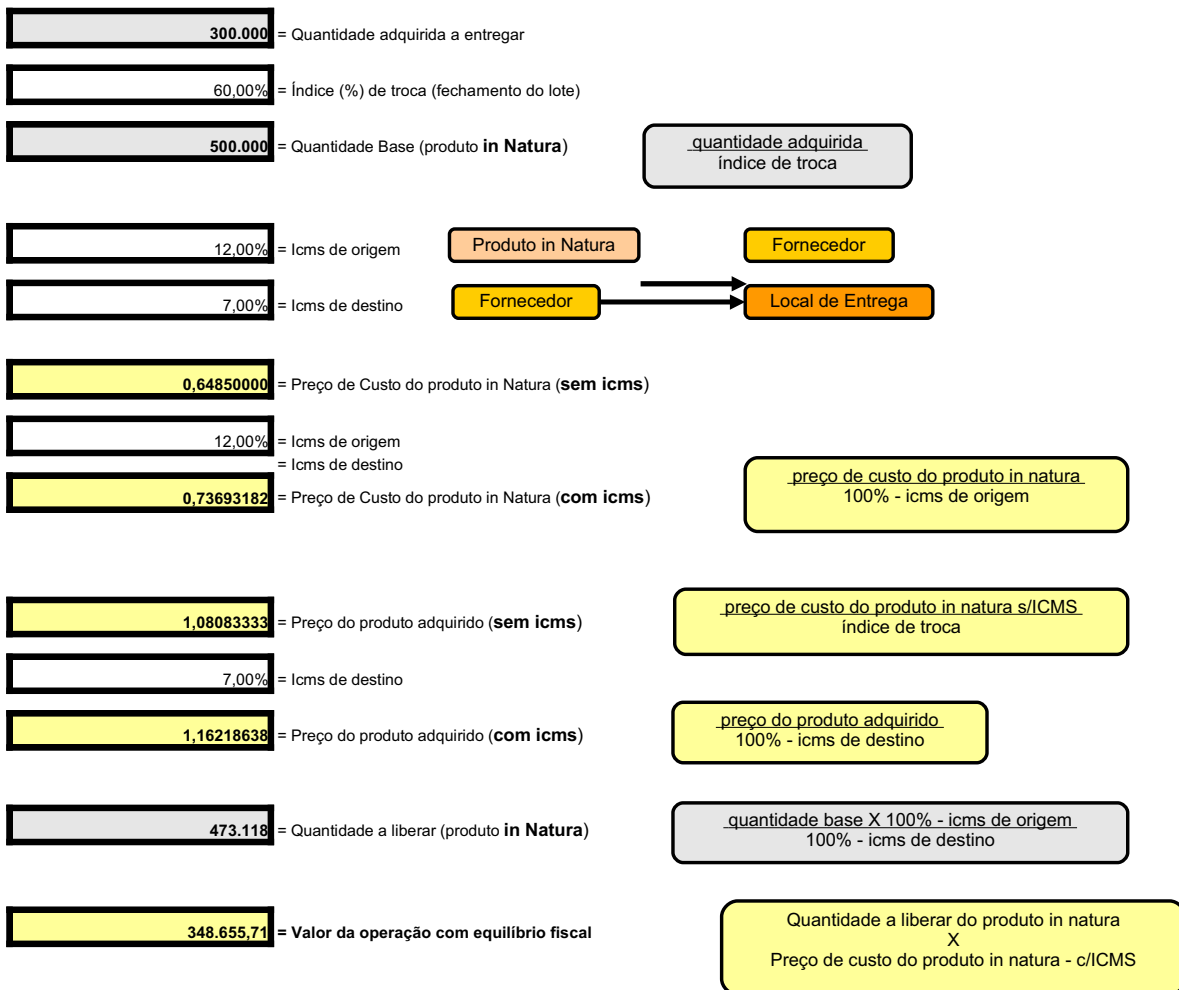 300.000 = Quantidade adquirida a entregar
60,00% = Índice (%) de troca (fechamento do lote)
500.000 = Quantidade Base (produto in Natura)
quantidade adquirida
índice de troca
12,00% = Icms de origem
Produto in Natura
Fornecedor
7,00% = Icms de destino
Fornecedor
Local de Entrega
0,64850000 = Preço de Custo do produto in Natura (sem icms)
12,00% = Icms de origem
= Icms de destino
0,73693182 = Preço de Custo do produto in Natura (com icms)
preço de custo do produto in natura
100% - icms de origem
1,08083333 = Preço do produto adquirido (sem icms)
preço de custo do produto in natura s/ICMS
índice de troca
7,00% = Icms de destino
1,16218638 = Preço do produto adquirido (com icms)
preço do produto adquirido
100% - icms de destino
473.118 = Quantidade a liberar (produto in Natura)
quantidade base X 100% - icms de origem
100% - icms de destino
348.655,71 = Valor da operação com equilíbrio fiscal
Quantidade a liberar do produto in natura
X
Preço de custo do produto in natura - c/ICMS